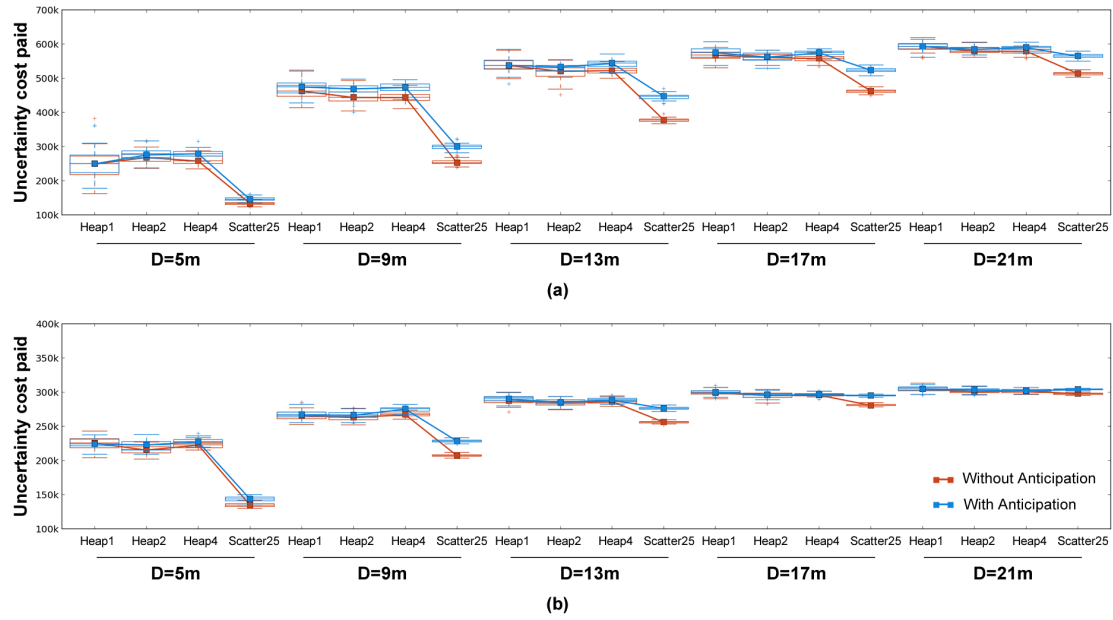 700k
600k
500k
400k
300k
200k
100k
Uncertainty cost paid
Heap1 Heap2 Heap4 Scatter25 Heap1 Heap2 Heap4 Scatter25 Heap1 Heap2 Heap4 Scatter25 Heap1 Heap2 Heap4 Scatter25 Heap1 Heap2 Heap4 Scatter25
D=5m D=9m D=13m D=17m D=21m
(a)
400k
350k
300k
250k
200k
150k
100k
Uncertainty cost paid
Without Anticipation
With Anticipation
Heap1 Heap2 Heap4 Scatter25 Heap1 Heap2 Heap4 Scatter25 Heap1 Heap2 Heap4 Scatter25 Heap1 Heap2 Heap4 Scatter25 Heap1 Heap2 Heap4 Scatter25
D=5m D=9m D=13m D=17m D=21m
(b)